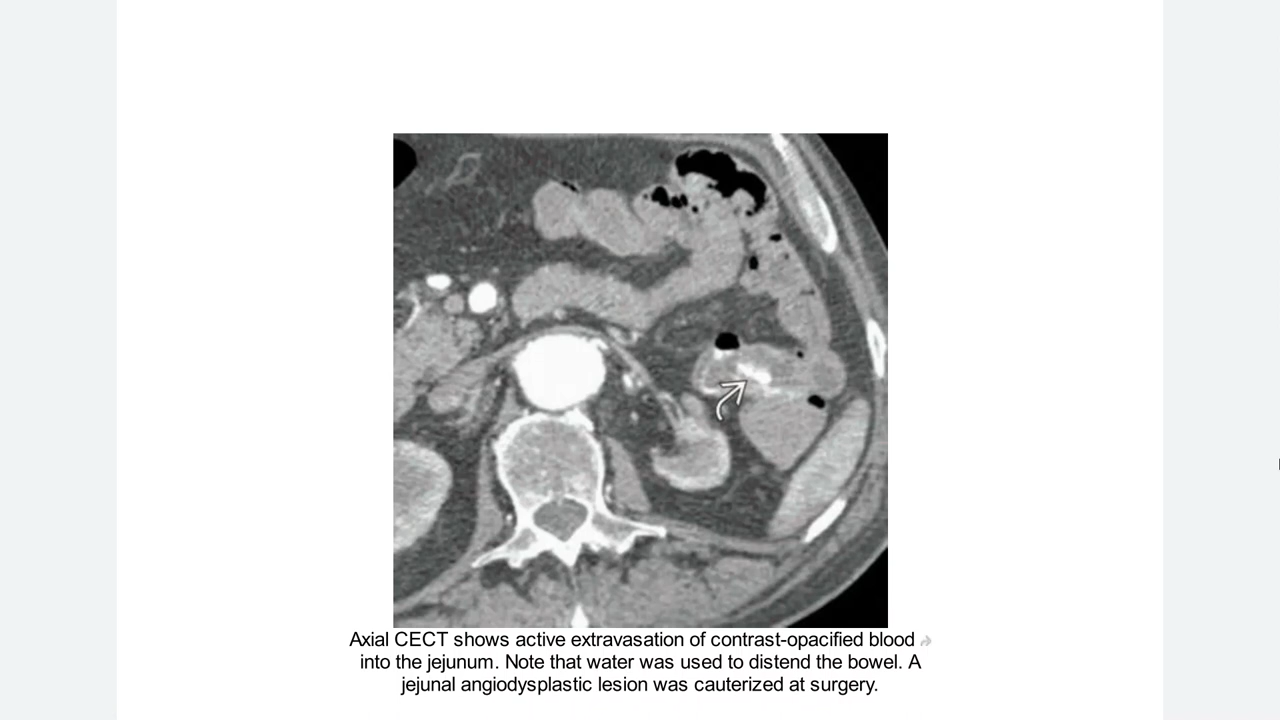 Axial CECT shows active extravasation of contrast-opacified blood
into the jejunum. Note that water was used to distend the bowel. A
jejunal angiodysplastic lesion was cauterized at surgery.